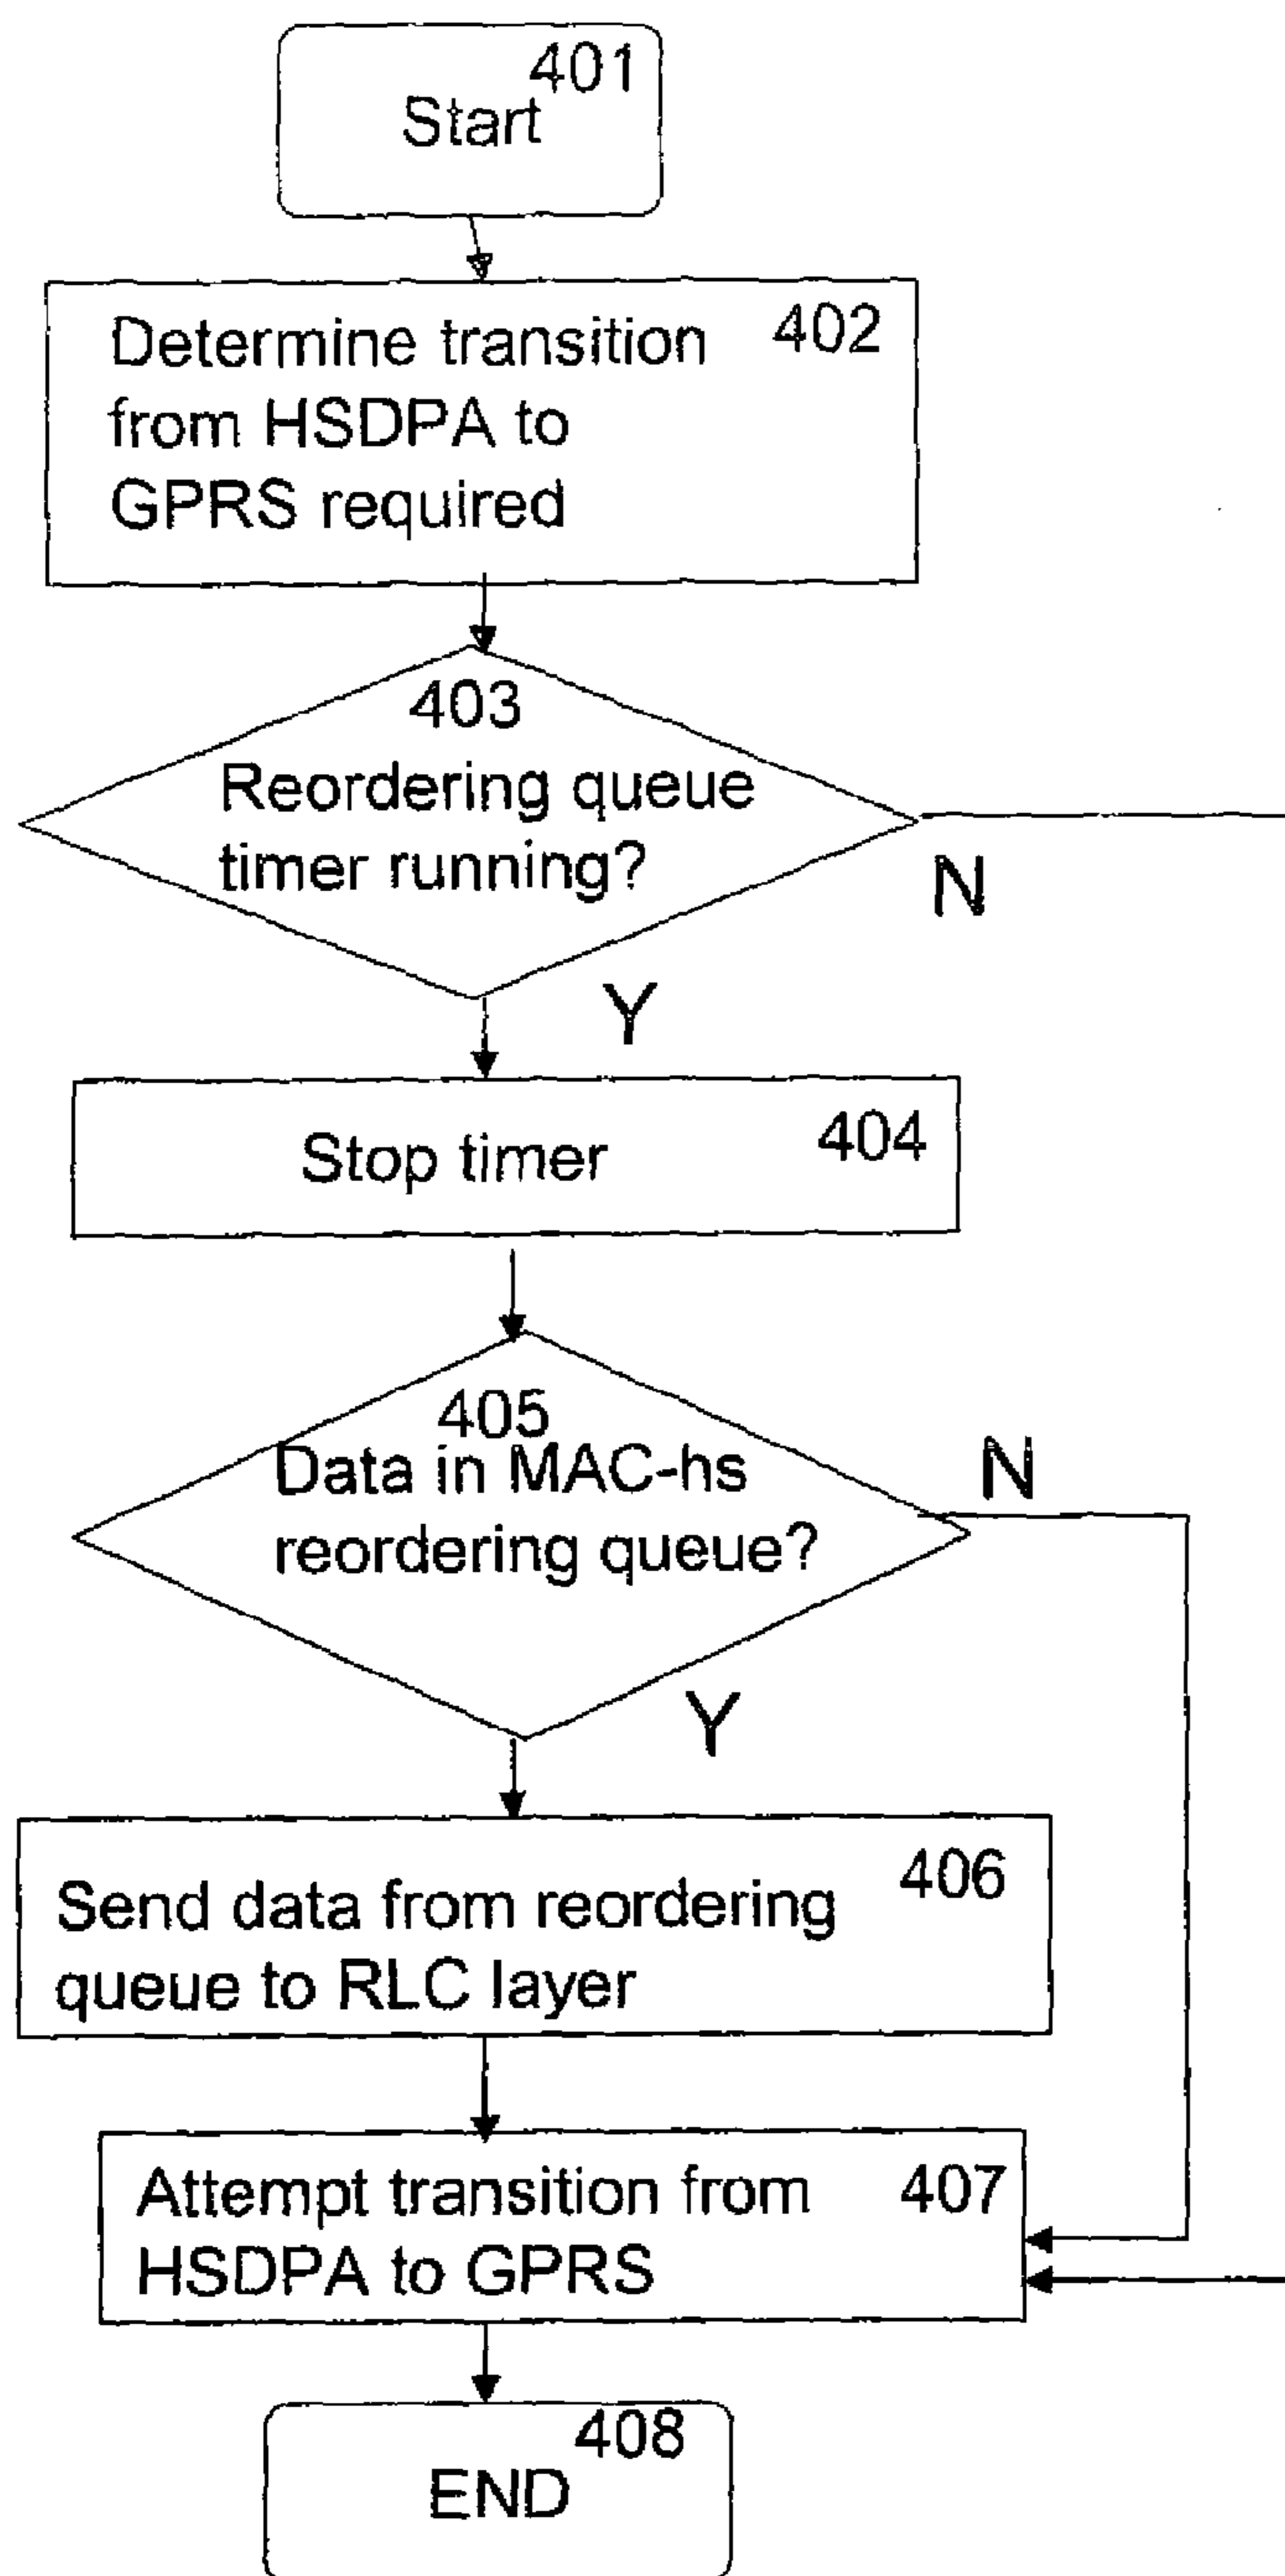 401
Start
402
Determine transition
from HSDPA to
GPRS required
403
Reordering queue
timer running?
N
Y
Stop timer
404
405
Data in MAC-hs
reordering queue?
N
Y
406
Send data from reordering
queue to RLC layer
Attempt transition from
HSDPA to GPRS
407
408
END